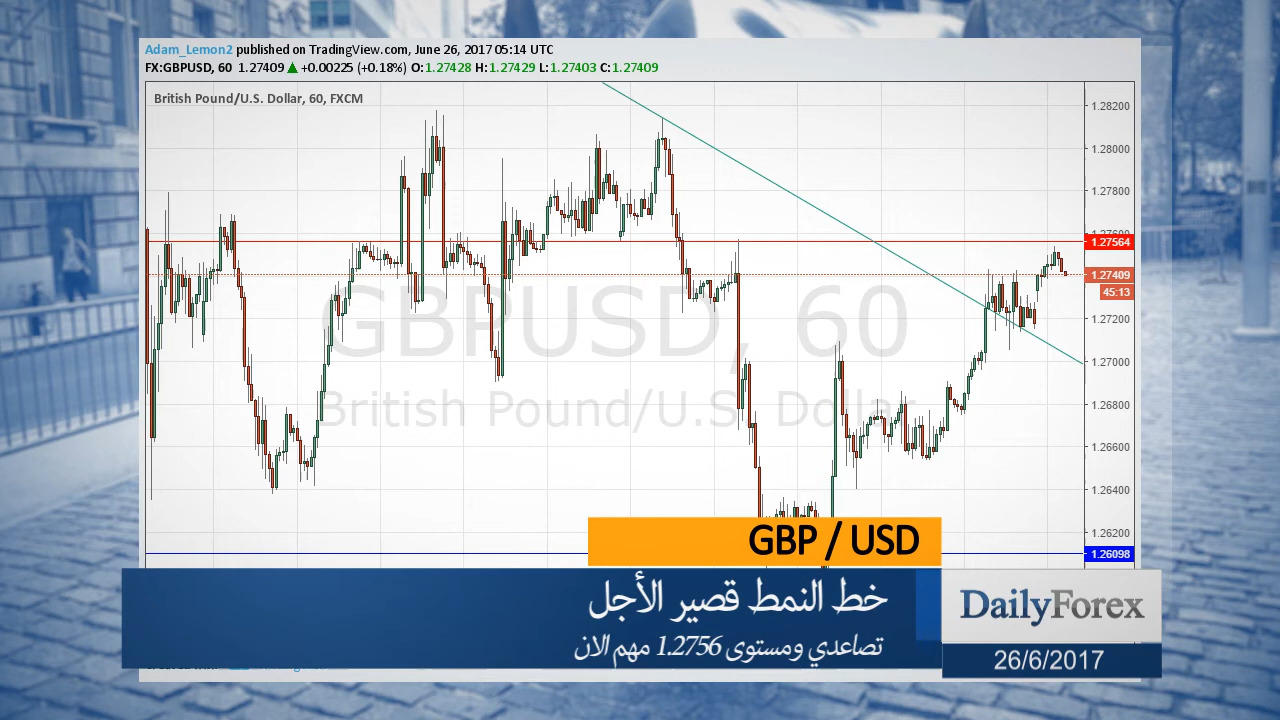 Adam_Lemon2 published on TradingView.com, June 26, 2017 05:14 UTC
FX:GBPUSD, 60 1.27409 ▲ +0.00225 (+0.18%) O:1.27428 H:1.27429 L:1.27403 C:1.27409
British Pound/U.S. Dollar, 60, FXCM
1.28200
1.28000
1.27800
1.27600
1.27564
1.27409
45:13
1.27200
1.27000
1.26800
1.26600
1.26400
1.26200
1.26098
GBPUSD, 60
British Pound/U.S. Dollar
GBP / USD
خط النمط قصير الأجل
تصاعدي ومستوى 1.2756 مهم الان
DailyForex
26/6/2017